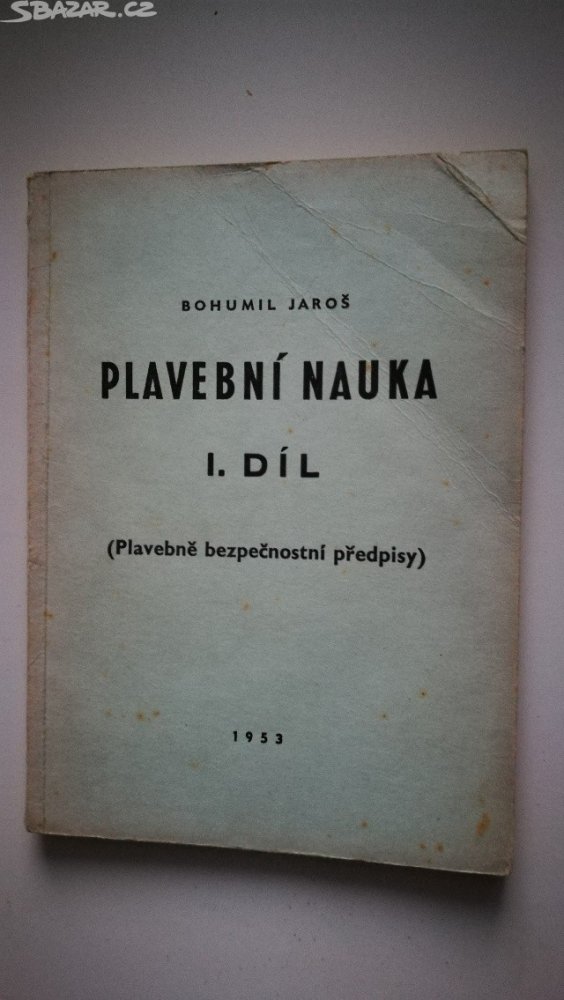 SBAZAR.CZ
BOHUMIL JAROŠ
PLAVEBNÍ NAUKA
I. DÍL
(Plavebně bezpečnostní předpisy)
1953